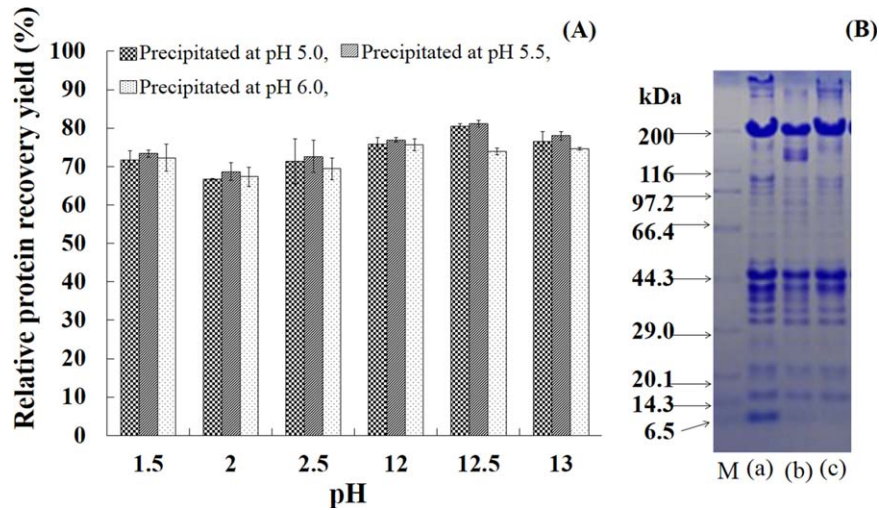 Relative protein recovery yield (%)
100
90
80
70
60
50
40
30
20
10
0
Precipitated at pH 5.0, Precipitated at pH 5.5,
Precipitated at pH 6.0,
(A)
1.5 2 2.5 12 12.5 13
pH
(B)
kDa
200
116
97.2
66.4
44.3
29.0
20.1
14.3
6.5
M (a) (b) (c)